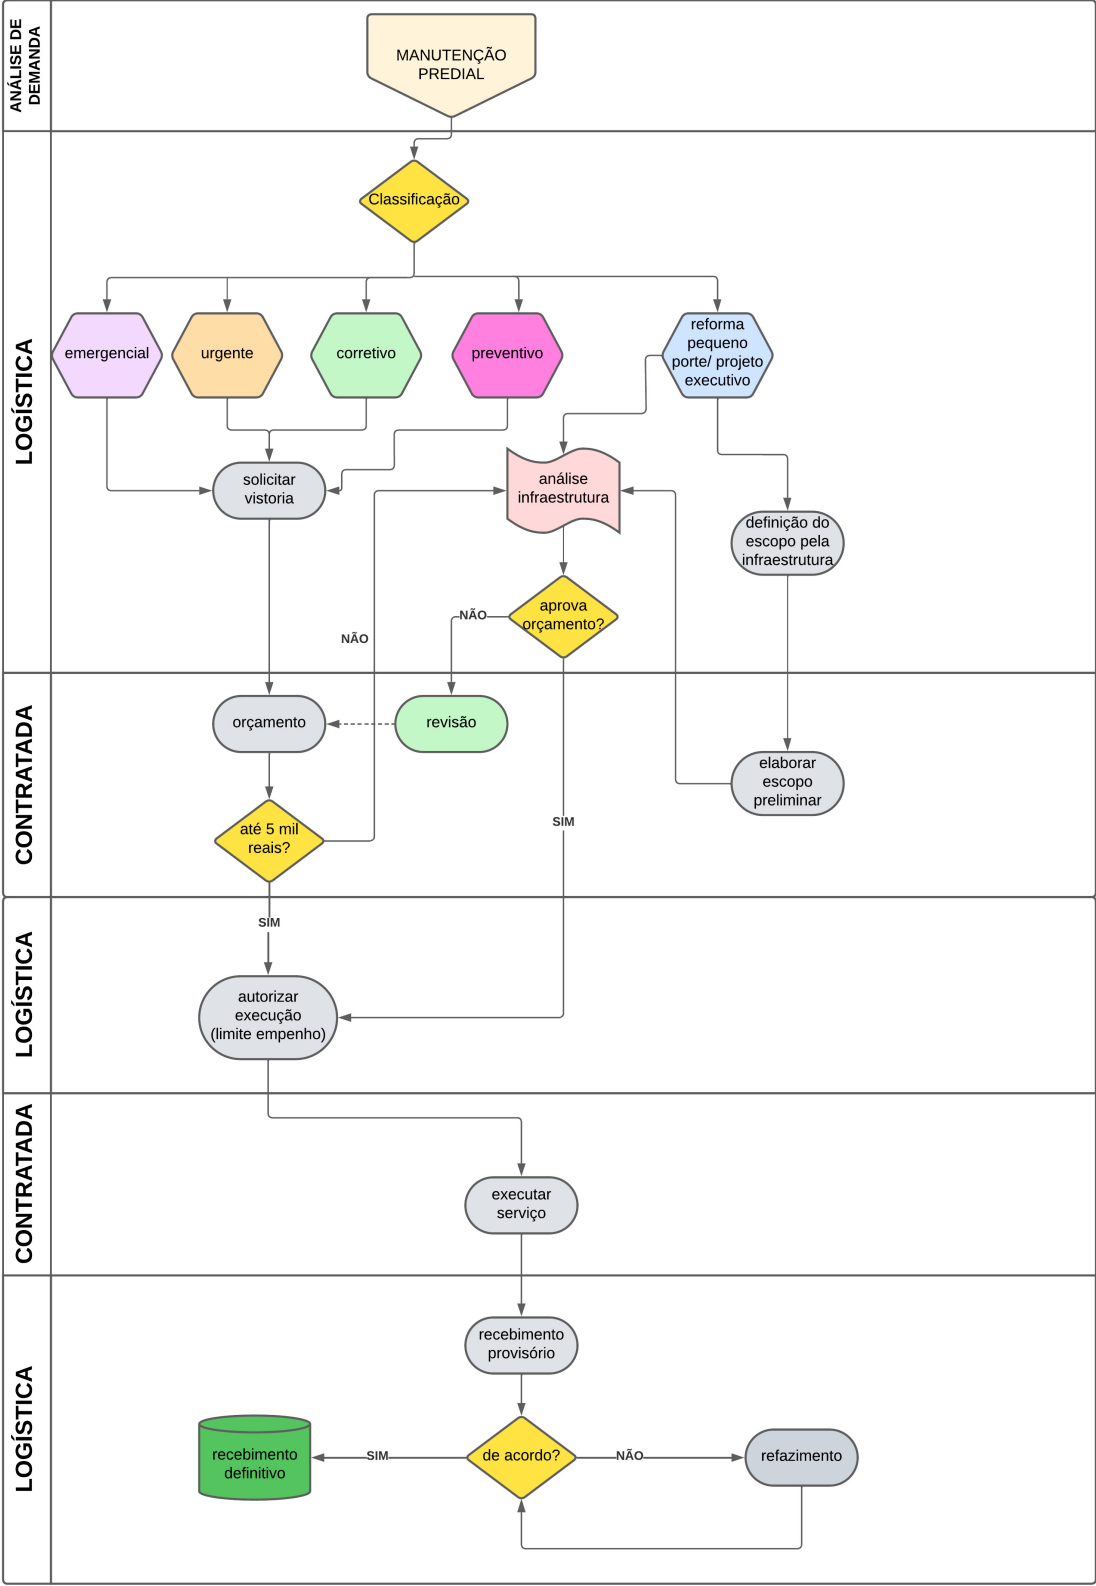 ANÁLISE DE
DEMANDA
MANUTENÇÃO
PREDIAL
LOGÍSTICA
Classificação
emergencial
urgente
corretivo
preventivo
reforma
pequeno
porte/ projeto
executivo
solicitar
vistoria
análise
infraestrutura
definição do
escopo pela
infraestrutura
aprova
orçamento?
NÃO
NÃO
CONTRATADA
orçamento
revisão
elaborar
escopo
preliminar
até 5 mil
reais?
SIM
LOGÍSTICA
SIM
autorizar
execução
(limite empenho)
CONTRATADA
executar
serviço
LOGÍSTICA
recebimento
provisório
recebimento
definitivo
SIM
de acordo?
NÃO
refazimento